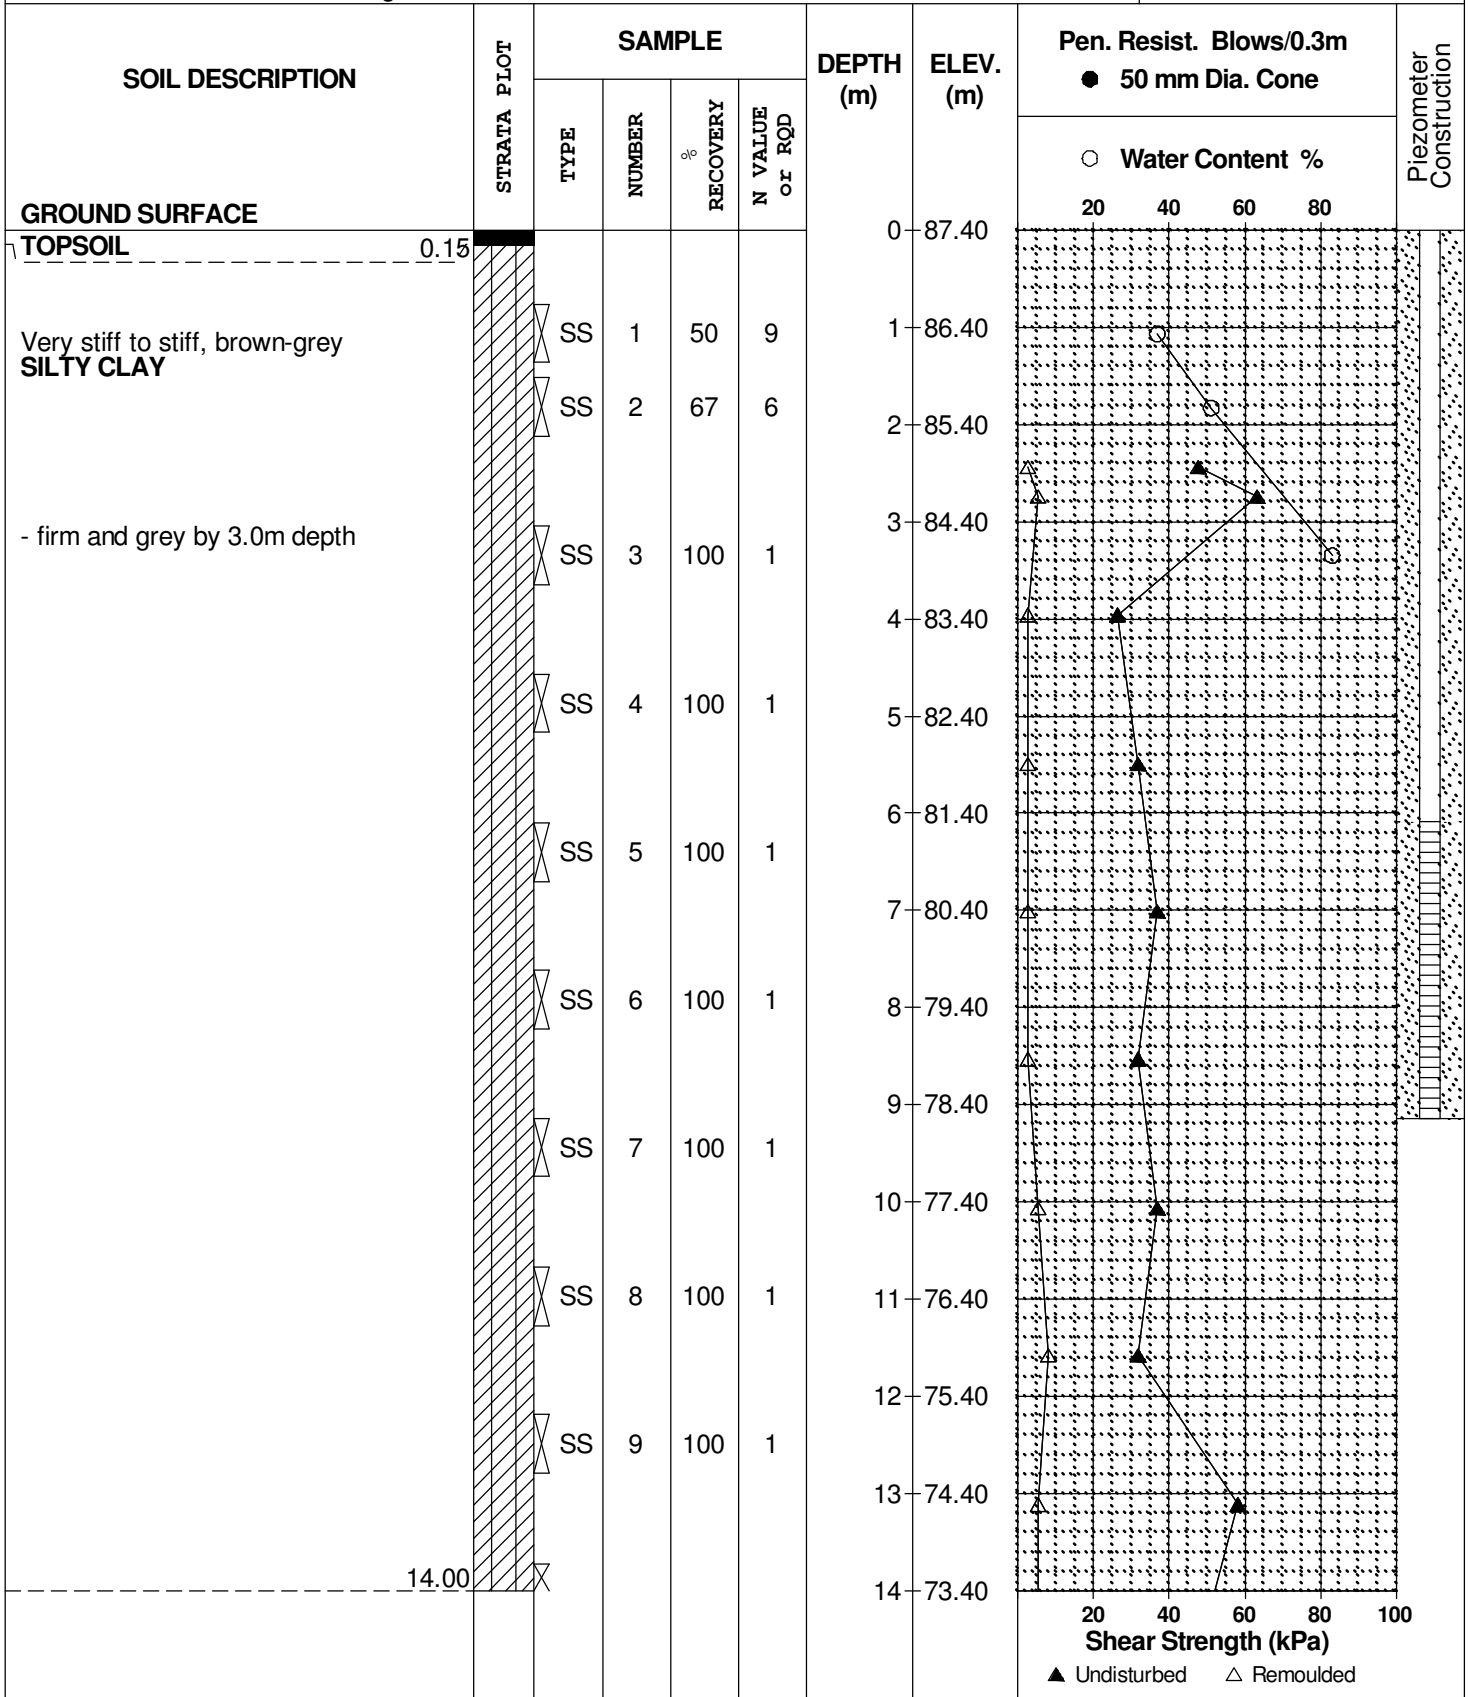 SOIL DESCRIPTION
GROUND SURFACE
STRATA PLOT
SAMPLE
TYPE
NUMBER
%
RECOVERY
N VALUE
or RQD
DEPTH
(m)
ELEV.
(m)
Pen. Resist. Blows/0.3m
● 50 mm Dia. Cone
○ Water Content %
20 40 60 80
Piezometer
Construction
TOPSOIL 0.15
Very stiff to stiff, brown-grey
SILTY CLAY
- firm and grey by 3.0m depth
14.00
SS 1 50 9
SS 2 67 6
SS 3 100 1
SS 4 100 1
SS 5 100 1
SS 6 100 1
SS 7 100 1
SS 8 100 1
SS 9 100 1
0 87.40
1 86.40
2 85.40
3 84.40
4 83.40
5 82.40
6 81.40
7 80.40
8 79.40
9 78.40
10 77.40
11 76.40
12 75.40
13 74.40
14 73.40
20 40 60 80 100
Shear Strength (kPa)
▲ Undisturbed △ Remoulded